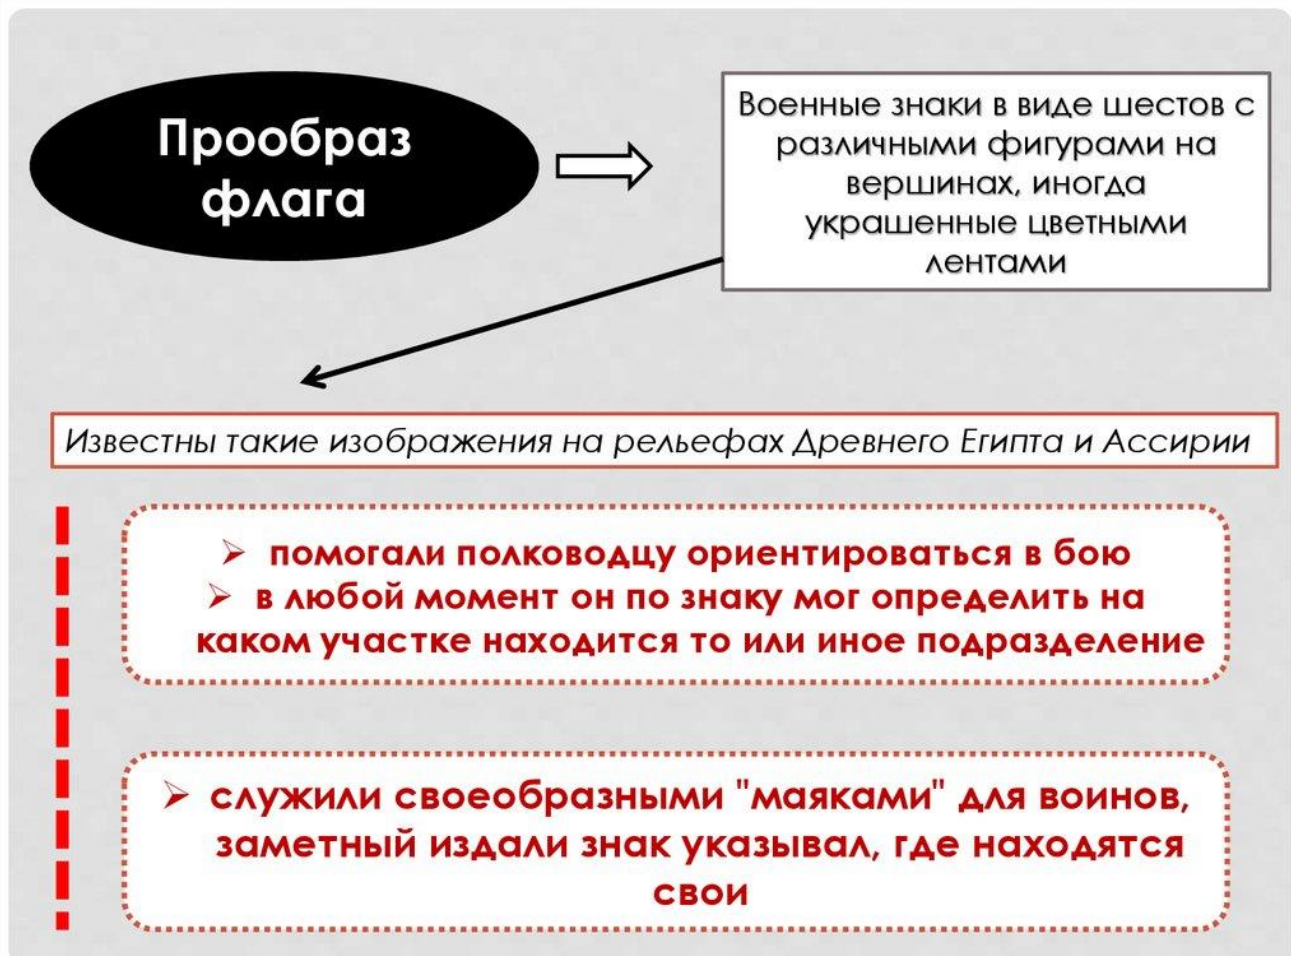 Прообраз
флага
Военные знаки в виде шестов с
различными фигурами на
вершинах, иногда
украшенные цветными
лентами
Известны такие изображения на рельефах Древнего Египта и Ассирии
➢ помогали полководцу ориентироваться в бою
➢ в любой момент он по знаку мог определить на
каком участке находится то или иное подразделение
➢ служили своеобразными "маяками" для воинов,
заметный издали знак указывал, где находятся
свои